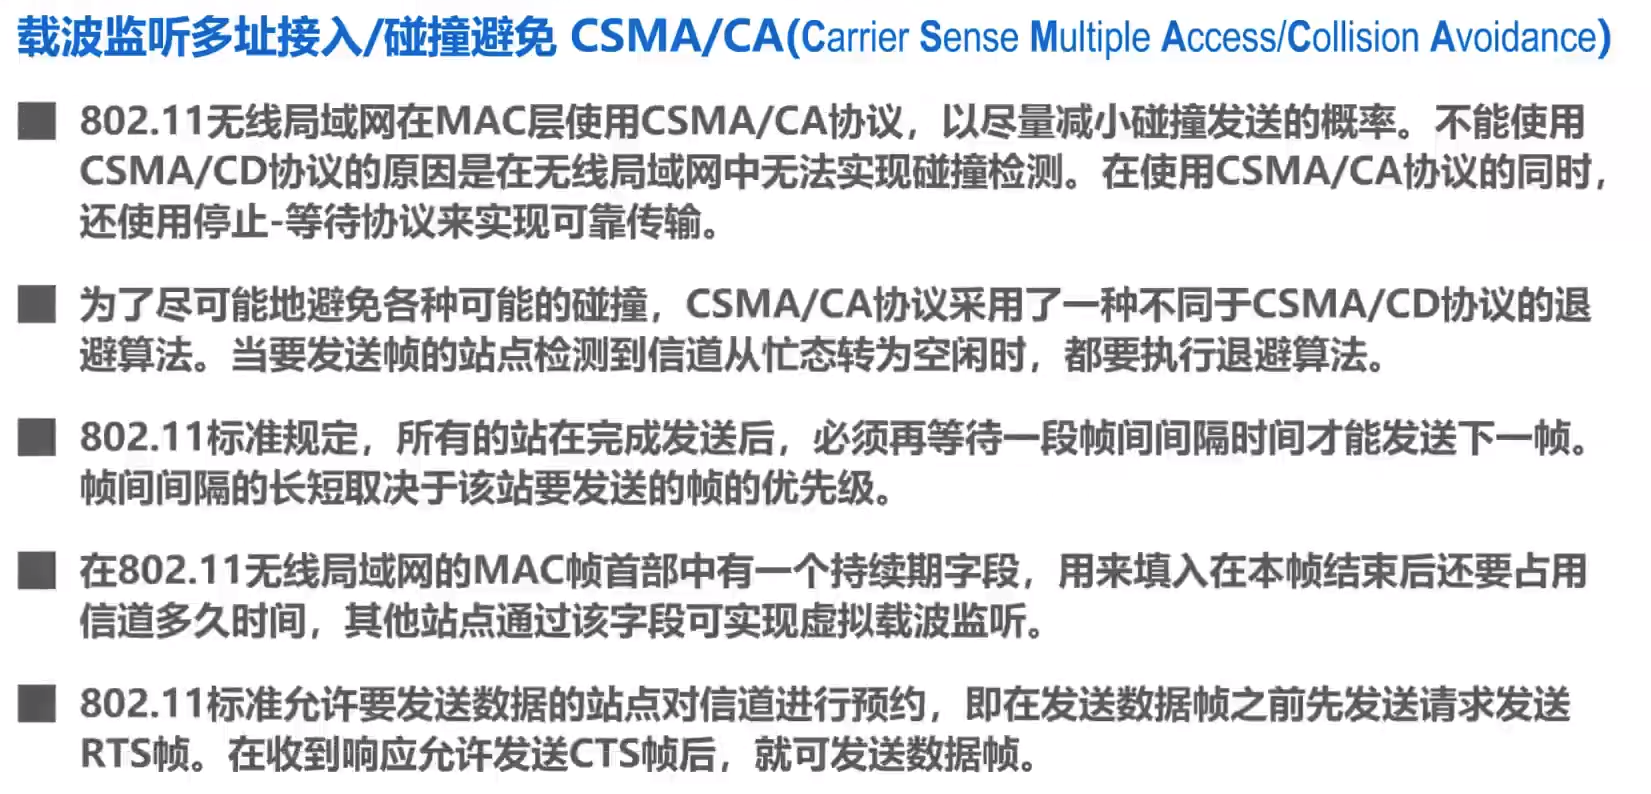 载波监听多址接入/碰撞避免 CSMA/CA(Carrier Sense Multiple Access/Collision Avoidance)
802.11无线局域网在MAC层使用CSMA/CA协议，以尽量减小碰撞发送的概率。不能使用
CSMA/CD协议的原因是在无线局域网中无法实现碰撞检测。在使用CSMA/CA协议的同时，
还使用停止-等待协议来实现可靠传输。
为了尽可能地避免各种可能的碰撞，CSMA/CA协议采用了一种不同于CSMA/CD协议的退
避算法。当要发送帧的站点检测到信道从忙态转为空闲时，都要执行退避算法。
802.11标准规定，所有的站在完成发送后，必须再等待一段帧间间隔时间才能发送下一帧。
帧间间隔的长短取决于该站要发送的帧的优先级。
在802.11无线局域网的MAC帧首部中有一个持续期字段，用来填入在本帧结束后还要占用
信道多久时间，其他站点通过该字段可实现虚拟载波监听。
802.11标准允许要发送数据的站点对信道进行预约，即在发送数据帧之前先发送请求发送
RTS帧。在收到响应允许发送CTS帧后，就可发送数据帧。